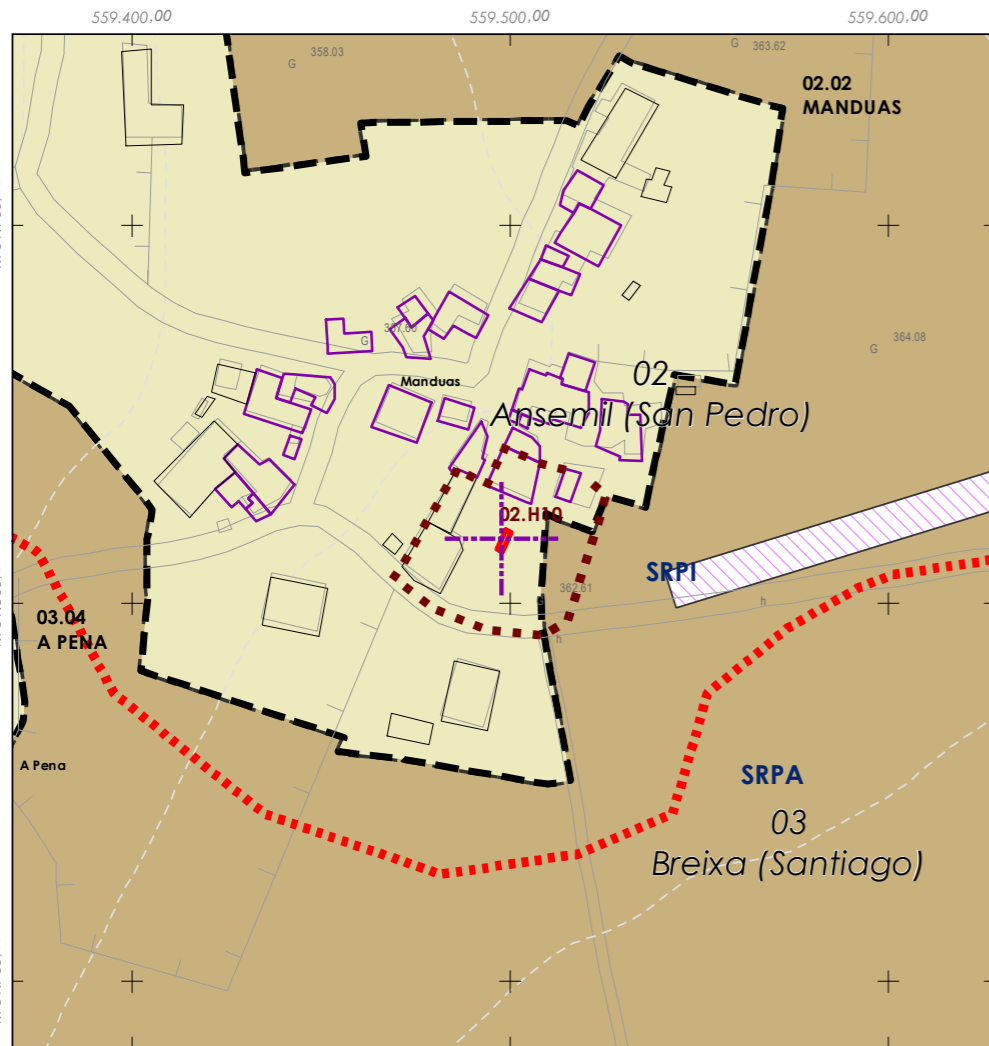 559.400,00
559.500,00
559.600,00
358.03
G
363.62
G
02.02
MANDUAS
G
364.08
G
Manduas
02
Ansemil (San Pedro)
02.H10
SRPI
362.61
h
h
03.04
A PENA
A Pena
SRPA
03
Breixa (Santiago)